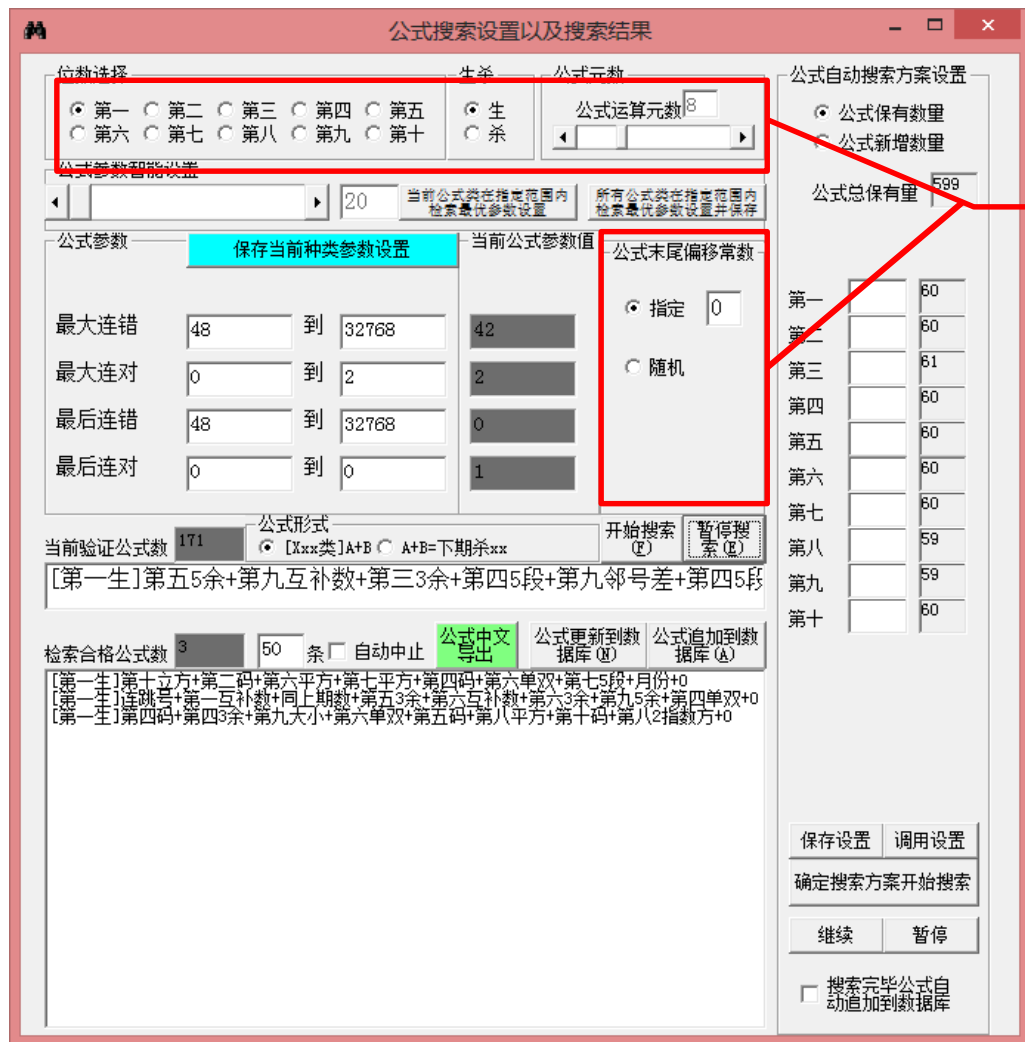 公式搜索设置以及搜索结果
位数选择
生杀
公式元数
公式自动搜索方案设置
第一 第二 第三 第四 第五
生
公式运算元数 8
公式保有数量
第六 第七 第八 第九 第十
杀
公式新增数量
公式参数智能设置
20
当前公式类在指定范围内
检索最优参数设置
所有公式类在指定范围内
检索最优参数设置并保存
公式总保有量 599
公式参数
保存当前种类参数设置
当前公式参数值
公式末尾偏移常数
最大连错 48 到 32768 42
指定 0
最大连对 0 到 2 2
随机
最后连错 48 到 32768 0
最后连对 0 到 0 1
第一 60
第二 60
第三 61
第四 60
第五 60
第六 60
第七 60
第八 59
第九 59
第十 60
当前验证公式数 171
公式形式
[Xxx类]A+B A+B=下期杀xx
开始搜索
(F)
暂停搜
索(E)
[第一生]第五5余+第九互补数+第三3余+第四5段+第九邻号差+第四5段
检索合格公式数 3 50 条 自动中止
公式中文
导出
公式更新到数
据库(N)
公式追加到数
据库(A)
[第一生]第十立方+第二码+第六平方+第七平方+第四码+第六单双+第七5段+月份+0
[第一生]连跳号+第一互补数+同上期数+第五3余+第六互补数+第六3余+第九5余+第四单双+0
[第一生]第四码+第四3余+第九大小+第六单双+第五码+第八平方+第十码+第八2指数方+0
保存设置 调用设置
确定搜索方案开始搜索
继续 暂停
搜索完毕公式自
动追加到数据库